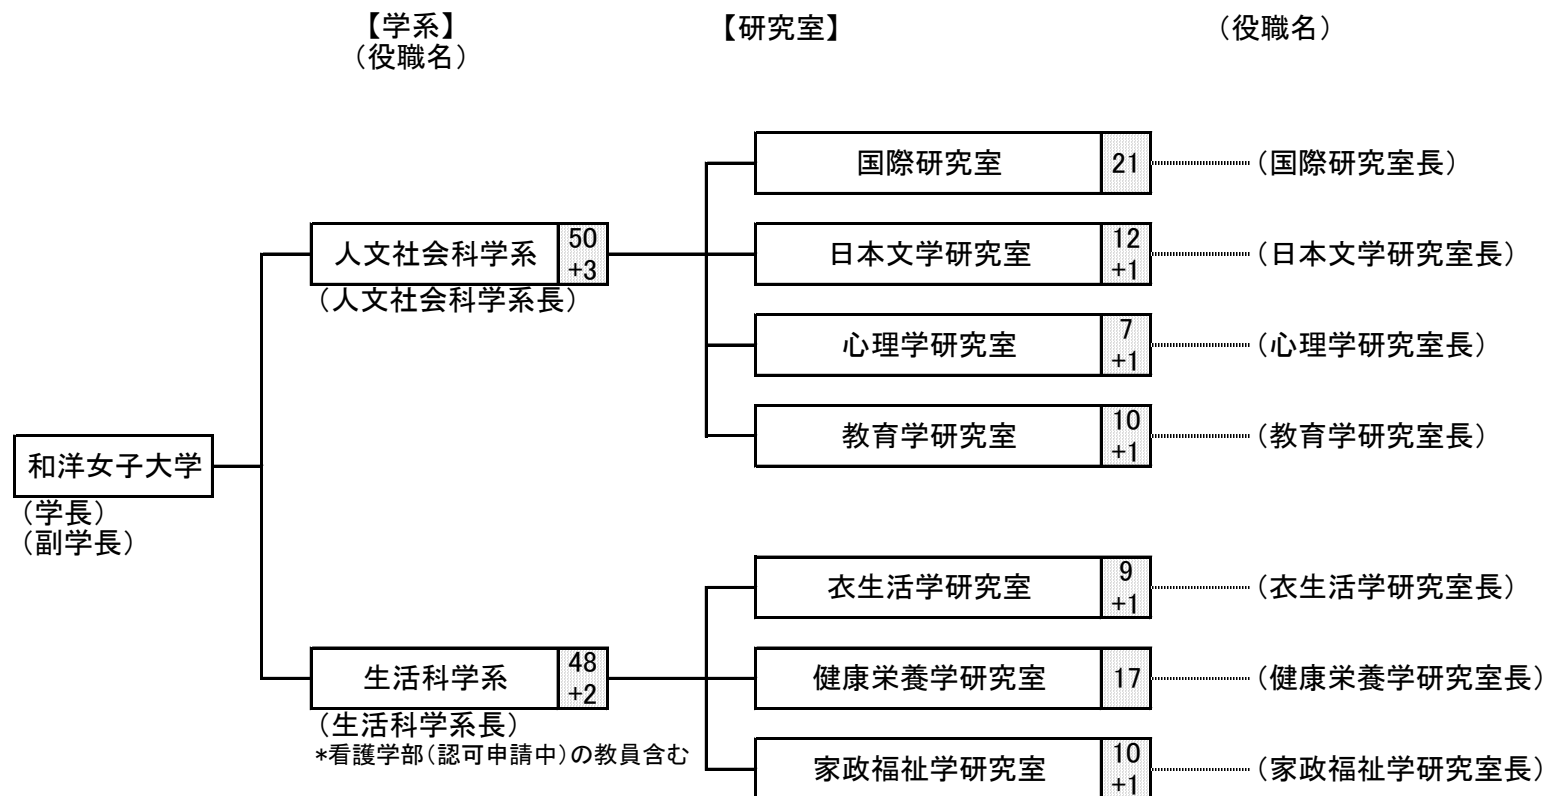 【学系】
（役職名）
【研究室】
（役職名）
国際研究室 21 （国際研究室長）
人文社会科学系 50 +3
（人文社会科学系長）
日本文学研究室 12 +1 （日本文学研究室長）
心理学研究室 7 +1 （心理学研究室長）
教育学研究室 10 +1 （教育学研究室長）
和洋女子大学
（学長）
（副学長）
衣生活学研究室 9 +1 （衣生活学研究室長）
生活科学系 48 +2
（生活科学系長）
*看護学部（認可申請中）の教員含む
健康栄養学研究室 17 （健康栄養学研究室長）
家政福祉学研究室 10 +1 （家政福祉学研究室長）